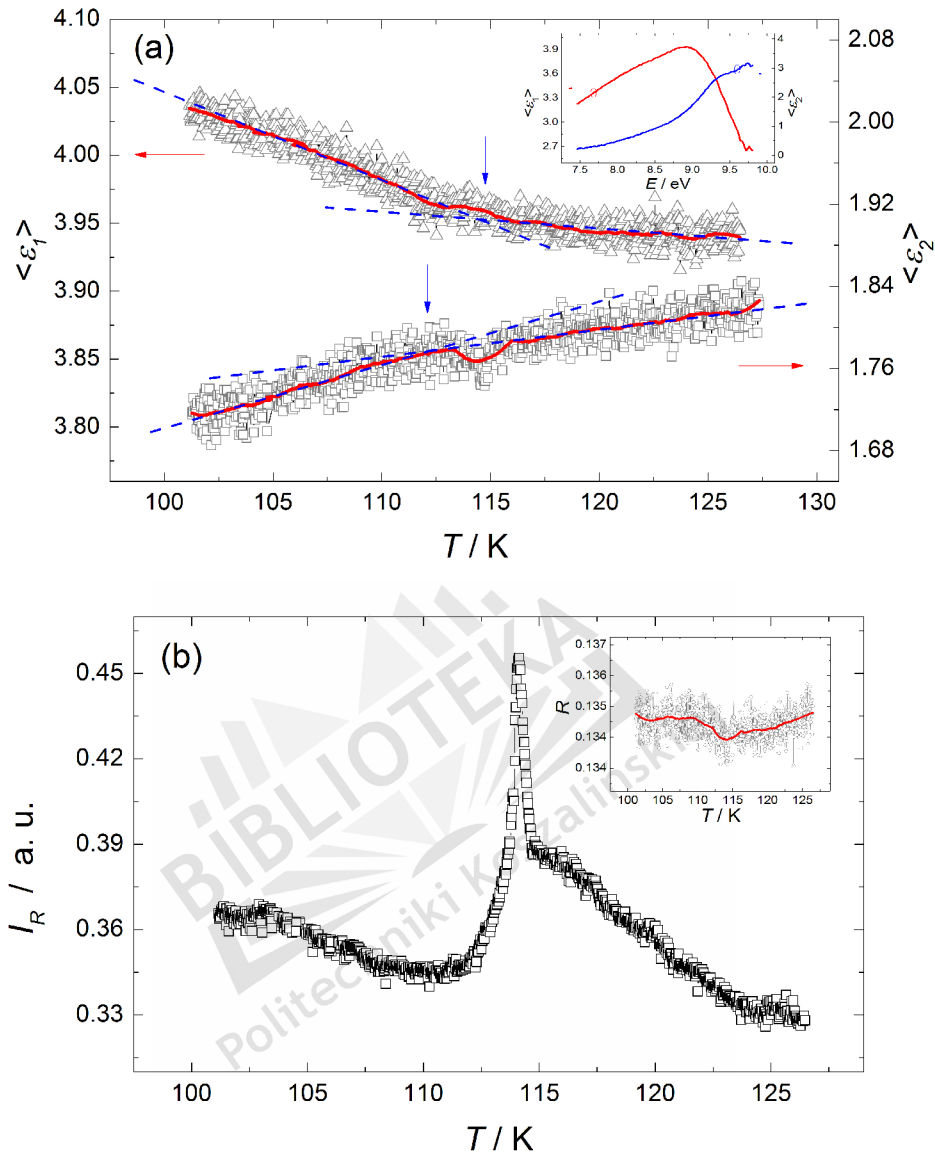 (a)
4.10
4.05
4.00
3.95
3.90
3.85
3.80
<ε1>
2.08
2.00
1.92
1.84
1.76
1.68
<ε2>
3.9
3.6
3.3
3.0
2.7
<ε1>
4
3
2
1
0
<ε2>
7.5 8.0 8.5 9.0 9.5 10.0
E / eV
100 105 110 115 120 125 130
T / K
(b)
0.45
0.42
0.39
0.36
0.33
IR / a. u.
0.137
0.136
0.135
0.134
0.133
R
100 105 110 115 120 125
T / K
BIBLIOTEKA
Politechniki Koszalińskiej
100 105 110 115 120 125
T / K